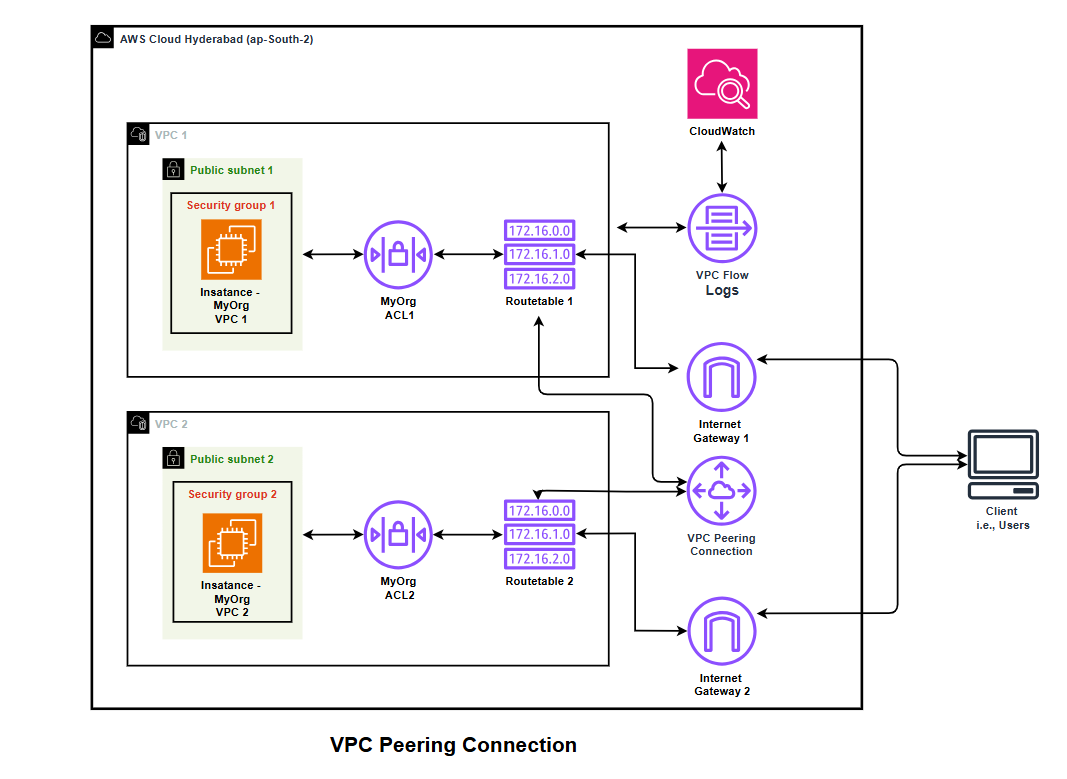 AWS Cloud Hyderabad (ap-South-2)
CloudWatch
VPC 1
Public subnet 1
Security group 1
Insatance -
MyOrg
VPC 1
MyOrg
ACL1
172.16.0.0
172.16.1.0
172.16.2.0
Routetable 1
VPC Flow
Logs
Internet
Gateway 1
VPC 2
Public subnet 2
Security group 2
Insatance -
MyOrg
VPC 2
MyOrg
ACL2
172.16.0.0
172.16.1.0
172.16.2.0
Routetable 2
VPC Peering
Connection
Internet
Gateway 2
Client
i.e., Users
VPC Peering Connection